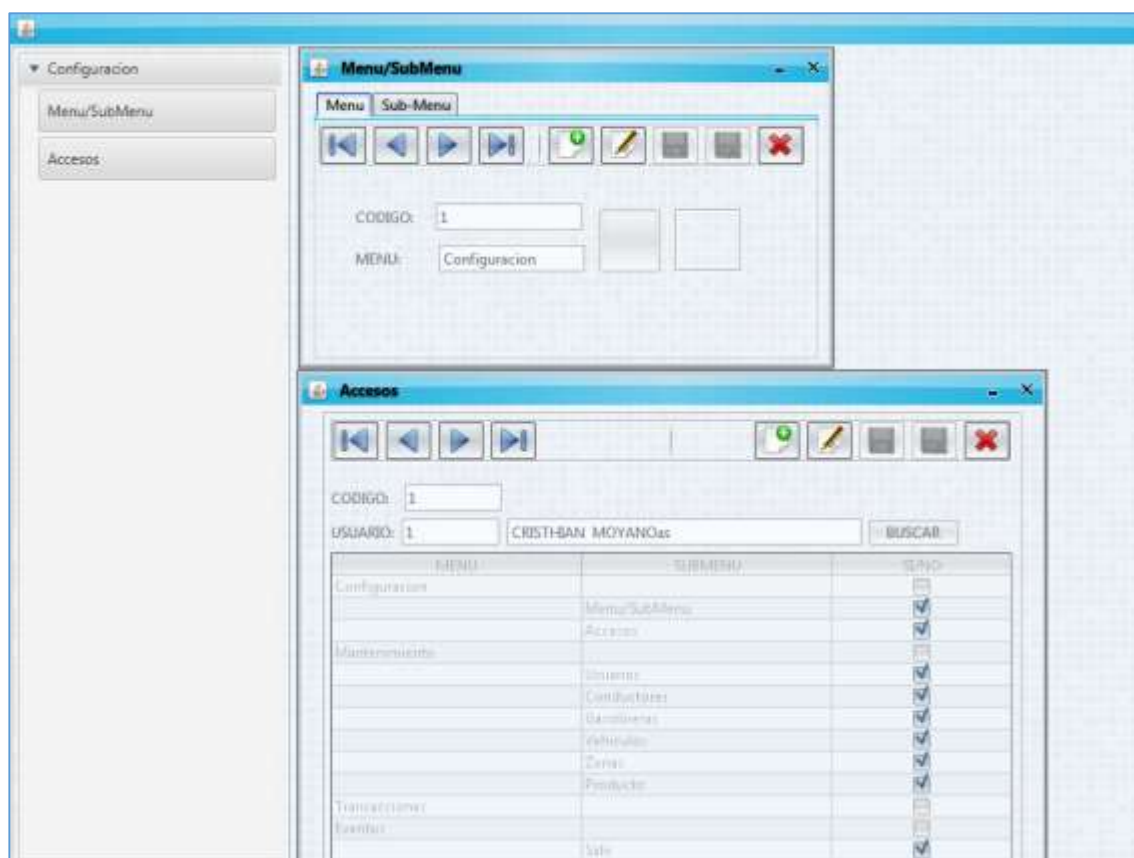 Configuracion
Menu/SubMenu
Accesos
Menu/SubMenu
Menu Sub-Menu
CODIGO: 1
MENU: Configuracion
Accesos
CODIGO: 1
USUARIO: 1 CRISTHIAN MOYANOas BUSCAR
MENU SUBMENU SI/NO
Configuracion
Menu/SubMenu
Accesos
Mantenimiento
Usuarios
Conductores
Gasolineras
Vehiculos
Zonas
Producto
Transacciones
Eventos